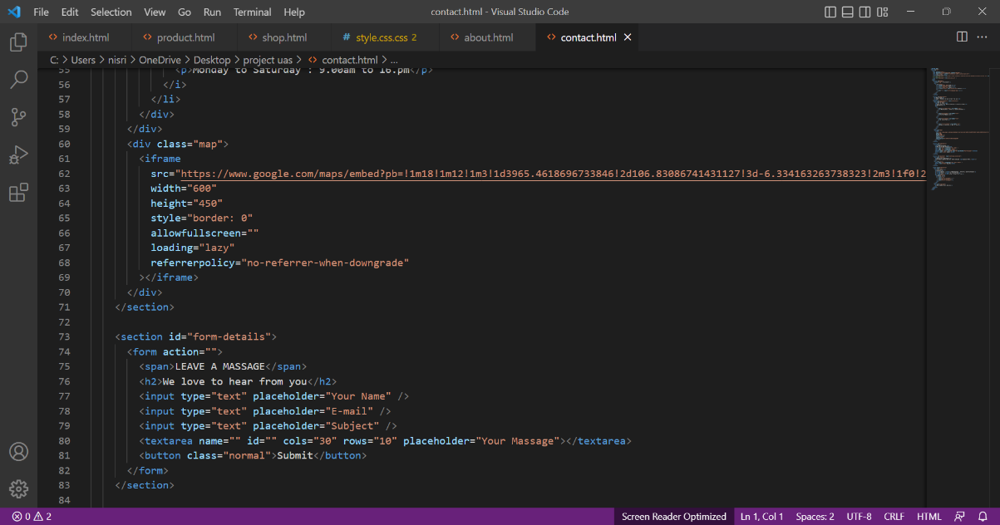 File Edit Selection View Go Run Terminal Help contact.html - Visual Studio Code
index.html product.html shop.html # style.css.css 2 about.html contact.html
C: > Users > nisri > OneDrive > Desktop > project uas > contact.html > ...
55 <p>Monday to Saturday : 9.00am to 16.pm</p>
56 </i>
57 </li>
58 </div>
59 </div>
60 <div class="map">
61 <iframe
62 src="https://www.google.com/maps/embed?pb=!1m18!1m12!1m3!1d3965.4618696733846!2d106.83086741431127!3d-6.334163263738323!2m3!1f0!2
63 width="600"
64 height="450"
65 style="border: 0"
66 allowfullscreen=""
67 loading="lazy"
68 referrerpolicy="no-referrer-when-downgrade"
69 ></iframe>
70 </div>
71 </section>
72
73 <section id="form-details">
74 <form action="">
75 <span>LEAVE A MASSAGE</span>
76 <h2>We love to hear from you</h2>
77 <input type="text" placeholder="Your Name" />
78 <input type="text" placeholder="E-mail" />
79 <input type="text" placeholder="Subject" />
80 <textarea name="" id="" cols="30" rows="10" placeholder="Your Massage"></textarea>
81 <button class="normal">Submit</button>
82 </form>
83 </section>
84
0 2 Screen Reader Optimized Ln 1, Col 1 Spaces: 2 UTF-8 CRLF HTML